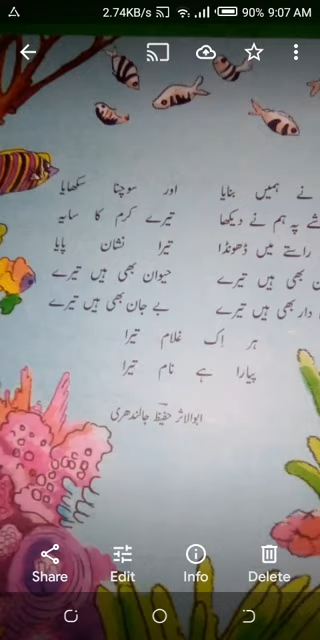 2.74KB/s 90% 9:07 AM
نے ہمیں بنایا اور سوچنا سکھایا
پہ ہم نے دیکھا تیرے کرم کا سایہ
راستے میں ڈھونڈا تیرا نشان پایا
بھی ہیں تیرے حیوان بھی ہیں تیرے
دار بھی ہیں تیرے بے جان بھی ہیں تیرے
ہر اِک غلام تیرا
پیارا ہے نام تیرا
ابوالاثر حفیظ جالندھری
Share Edit Info Delete